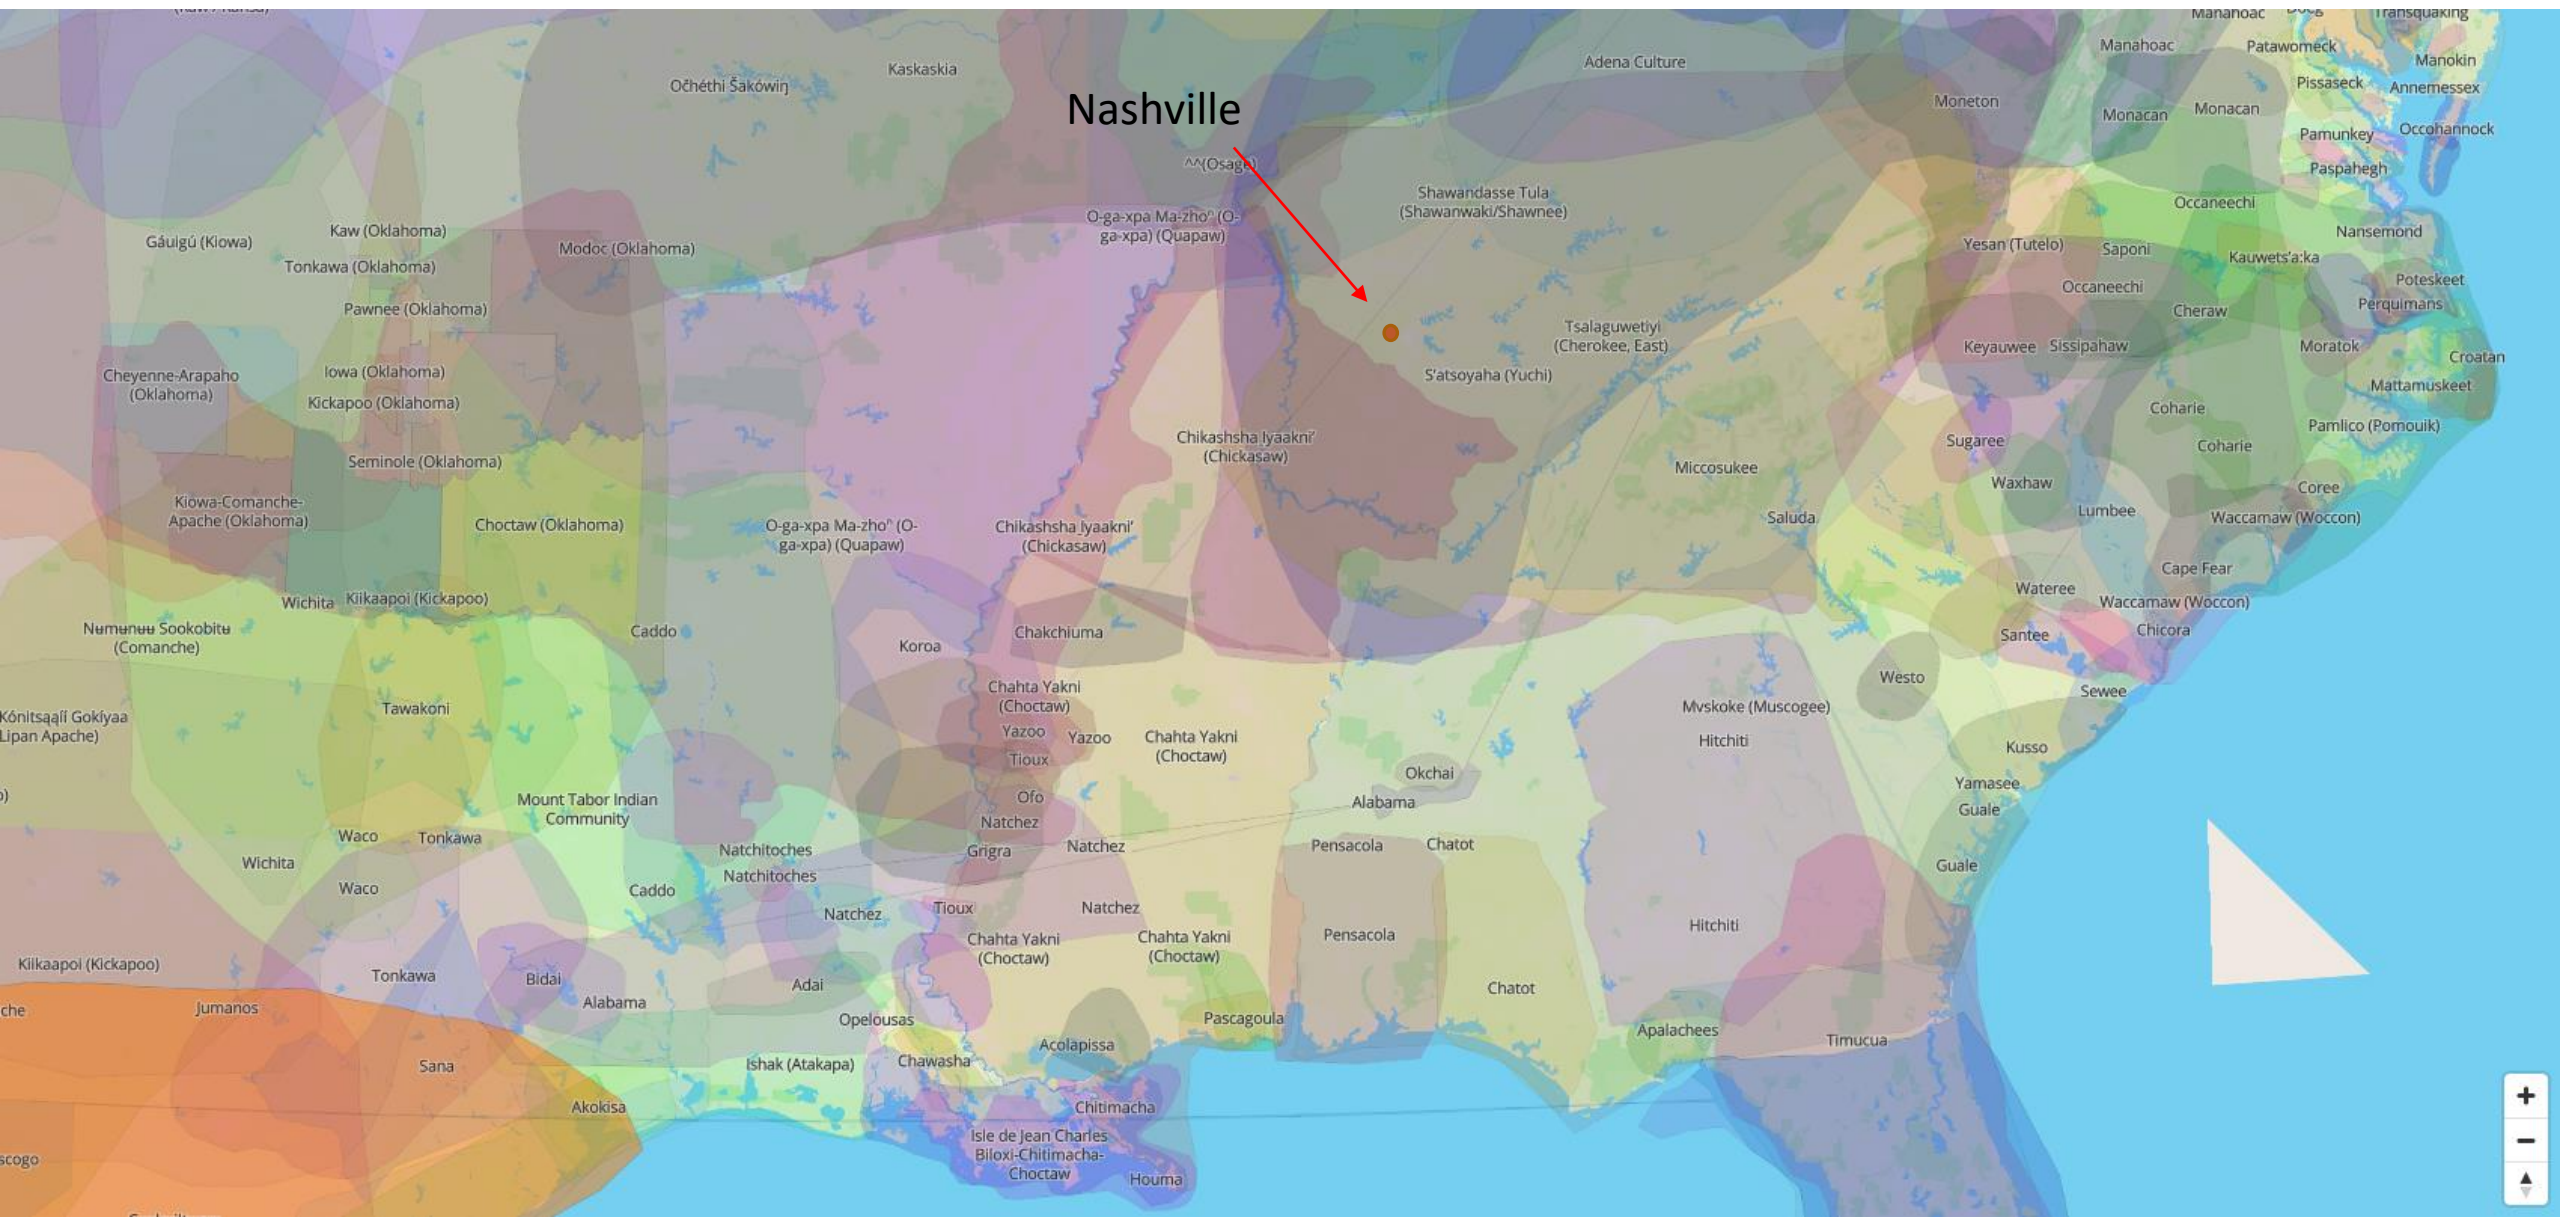 Manahoac
Transquaking
Manahoac
Patawomeck
Manokin
Adena Culture
Kaskaskia
Očhéthi Šakówiŋ
Pissaseck
Annemessex
Nashville
Moneton
Monacan
Monacan
Pamunkey
Occohannock
^^(Osage)
Paspahegh
Shawandasse Tula
(Shawanwaki/Shawnee)
Occaneechi
O-ga-xpa Ma-zhoⁿ (O-
ga-xpa) (Quapaw)
Nansemond
Gáuigú (Kiowa)
Kaw (Oklahoma)
Modoc (Oklahoma)
Yesan (Tutelo)
Saponi
Kauwets'a:ka
Tonkawa (Oklahoma)
Poteskeet
Occaneechi
Perquimans
Pawnee (Oklahoma)
Cheraw
Tsalaguwetiyi
(Cherokee, East)
Keyauwee
Sissipahaw
Moratok
Croatan
Cheyenne-Arapaho
(Oklahoma)
Iowa (Oklahoma)
S'atsoyaha (Yuchi)
Mattamuskeet
Kickapoo (Oklahoma)
Coharie
Pamlico (Pomouik)
Chikashsha Iyaakni'
(Chickasaw)
Sugaree
Coharie
Seminole (Oklahoma)
Miccosukee
Waxhaw
Coree
Kiowa-Comanche-
Apache (Oklahoma)
Choctaw (Oklahoma)
O-ga-xpa Ma-zhoⁿ (O-
ga-xpa) (Quapaw)
Chikashsha Iyaakni'
(Chickasaw)
Saluda
Lumbee
Waccamaw (Woccon)
Cape Fear
Wateree
Wichita
Kiikaapoi (Kickapoo)
Waccamaw (Woccon)
Nʉmʉnʉʉ Sookobitʉ
(Comanche)
Caddo
Chakchiuma
Koroa
Santee
Chicora
Westo
Sewee
Chahta Yakni
(Choctaw)
Tawakoni
Mvskoke (Muscogee)
Kónitsąąíí Gokíyaa
Lipan Apache)
Yazoo
Yazoo
Chahta Yakni
(Choctaw)
Hitchiti
Kusso
Tioux
Okchai
Yamasee
Ofo
Alabama
Guale
Mount Tabor Indian
Community
Natchez
Waco
Tonkawa
Natchitoches
Grigra
Natchez
Pensacola
Chatot
Wichita
Natchitoches
Guale
Waco
Caddo
Natchez
Tioux
Natchez
Hitchiti
Chahta Yakni
(Choctaw)
Chahta Yakni
(Choctaw)
Pensacola
Kiikaapoi (Kickapoo)
Tonkawa
Bidai
Adai
Chatot
Alabama
che
Jumanos
Opelousas
Pascagoula
Apalachees
Timucua
Acolapissa
Sana
Ishak (Atakapa)
Chawasha
Akokisa
Chitimacha
Isle de Jean Charles
Biloxi-Chitimacha-
Choctaw
scogo
Houma